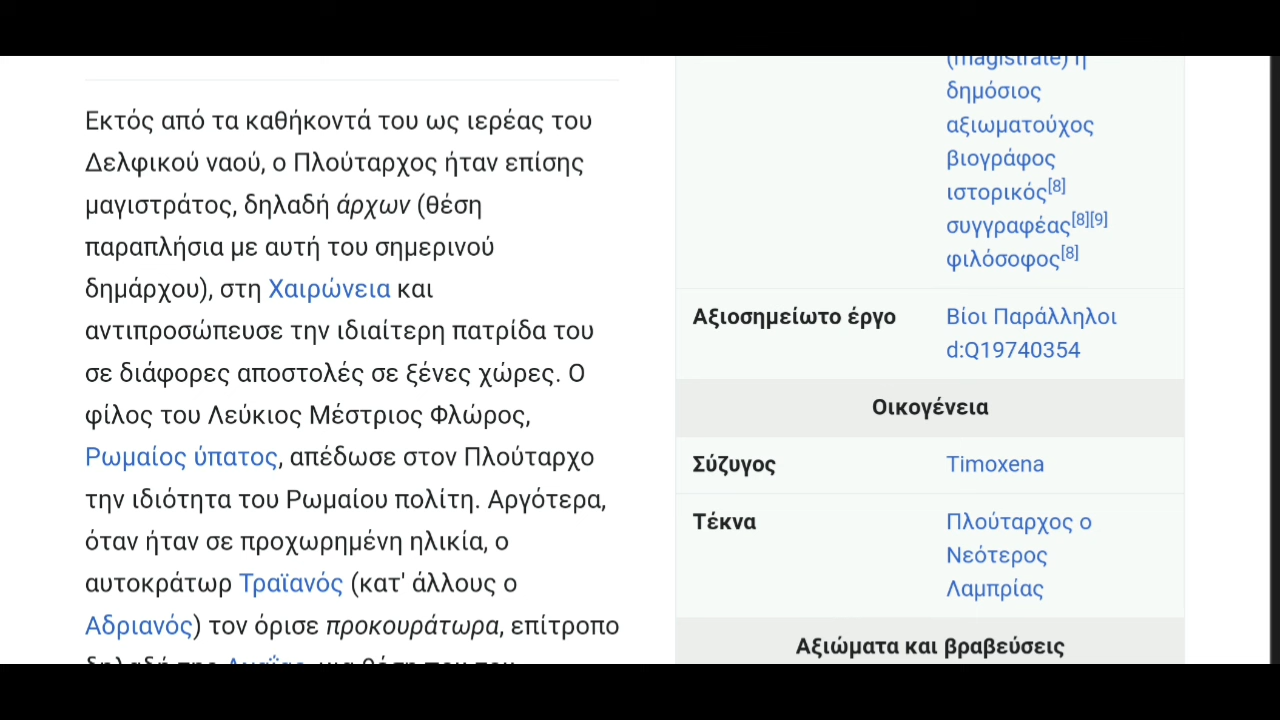 Εκτός από τα καθήκοντά του ως ιερέας του
Δελφικού ναού, ο Πλούταρχος ήταν επίσης
μαγιστράτος, δηλαδή άρχων (θέση
παραπλήσια με αυτή του σημερινού
δημάρχου), στη Χαιρώνεια και
αντιπροσώπευσε την ιδιαίτερη πατρίδα του
σε διάφορες αποστολές σε ξένες χώρες. Ο
φίλος του Λεύκιος Μέστριος Φλώρος,
Ρωμαίος ύπατος, απέδωσε στον Πλούταρχο
την ιδιότητα του Ρωμαίου πολίτη. Αργότερα,
όταν ήταν σε προχωρημένη ηλικία, ο
αυτοκράτωρ Τραϊανός (κατ' άλλους ο
Αδριανός) τον όρισε προκουράτωρα, επίτροπο
(magistrate) ή
δημόσιος
αξιωματούχος
βιογράφος
ιστορικός[8]
συγγραφέας[8][9]
φιλόσοφος[8]
Αξιοσημείωτο έργο
Βίοι Παράλληλοι
d:Q19740354
Οικογένεια
Σύζυγος
Timoxena
Τέκνα
Πλούταρχος ο
Νεότερος
Λαμπρίας
Αξιώματα και βραβεύσεις